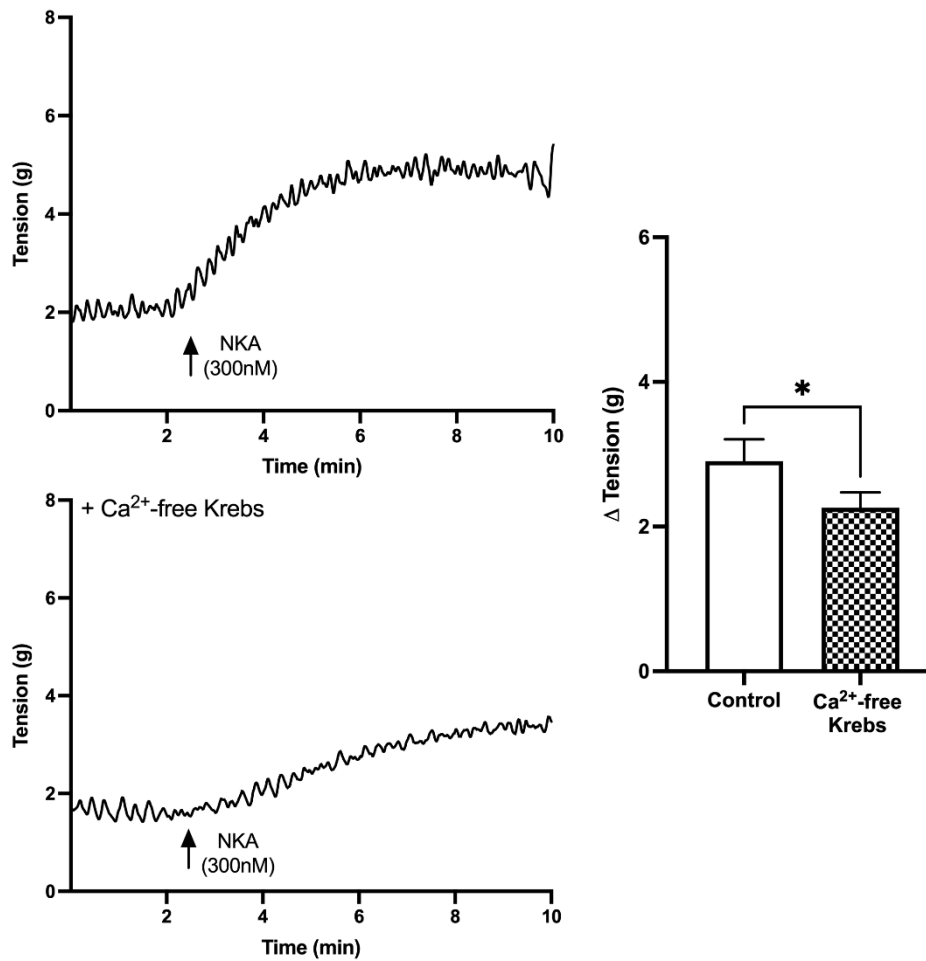 8
6
4
2
0
Tension (g)
NKA
(300nM)
2
4
6
8
10
Time (min)
+ Ca²⁺-free Krebs
8
6
4
2
0
Tension (g)
NKA
(300nM)
2
4
6
8
10
Time (min)
6
4
2
0
Δ Tension (g)
*
Control
Ca²⁺-free
Krebs